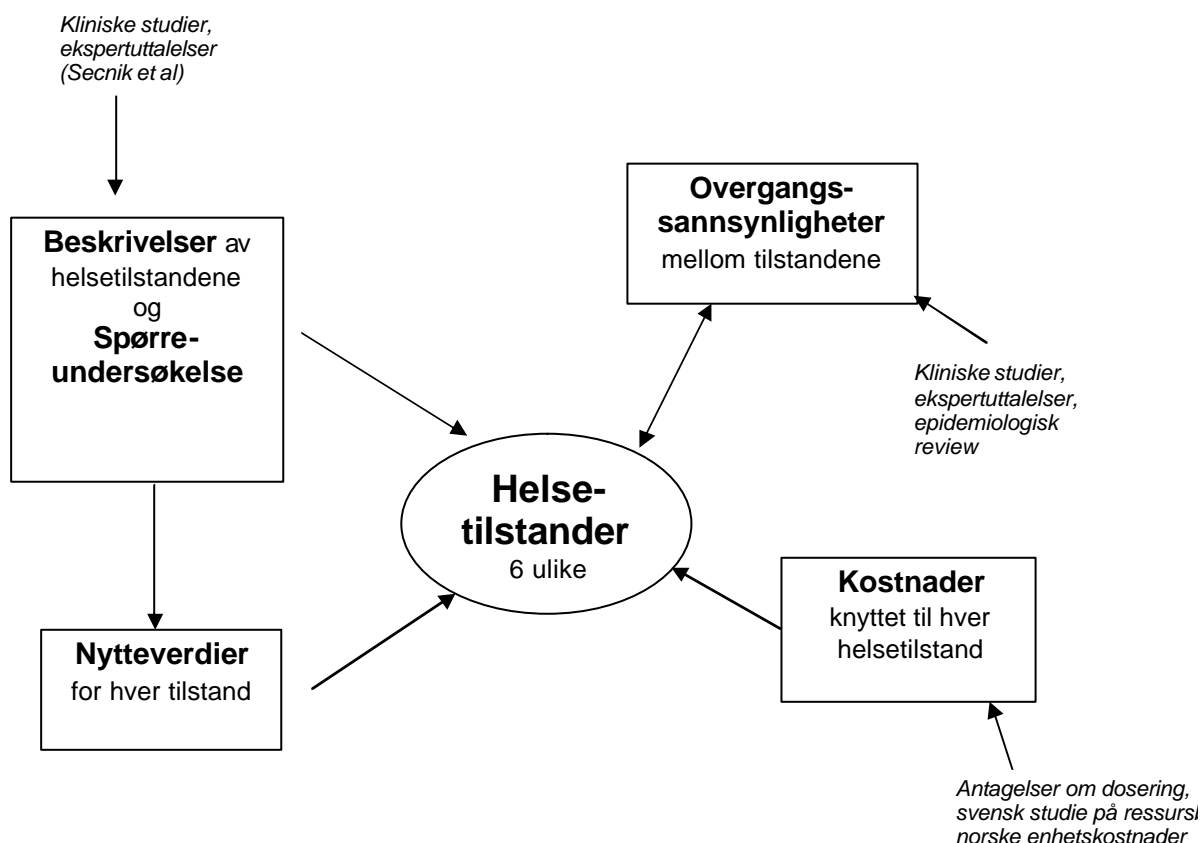 Kliniske studier,
ekspertuttalelser
(Secnik et al)
Beskrivelser av
helsetilstandene
og
Spørre-
undersøkelse
Overgangs-
sannsynligheter
mellom tilstandene
Kliniske studier,
ekspertuttalelser,
epidemiologisk
review
Helse-
tilstander
6 ulike
Kostnader
knyttet til hver
helsetilstand
Nytteverdier
for hver tilstand
Antagelser om dosering,
svensk studie på
norske enhetskostnader